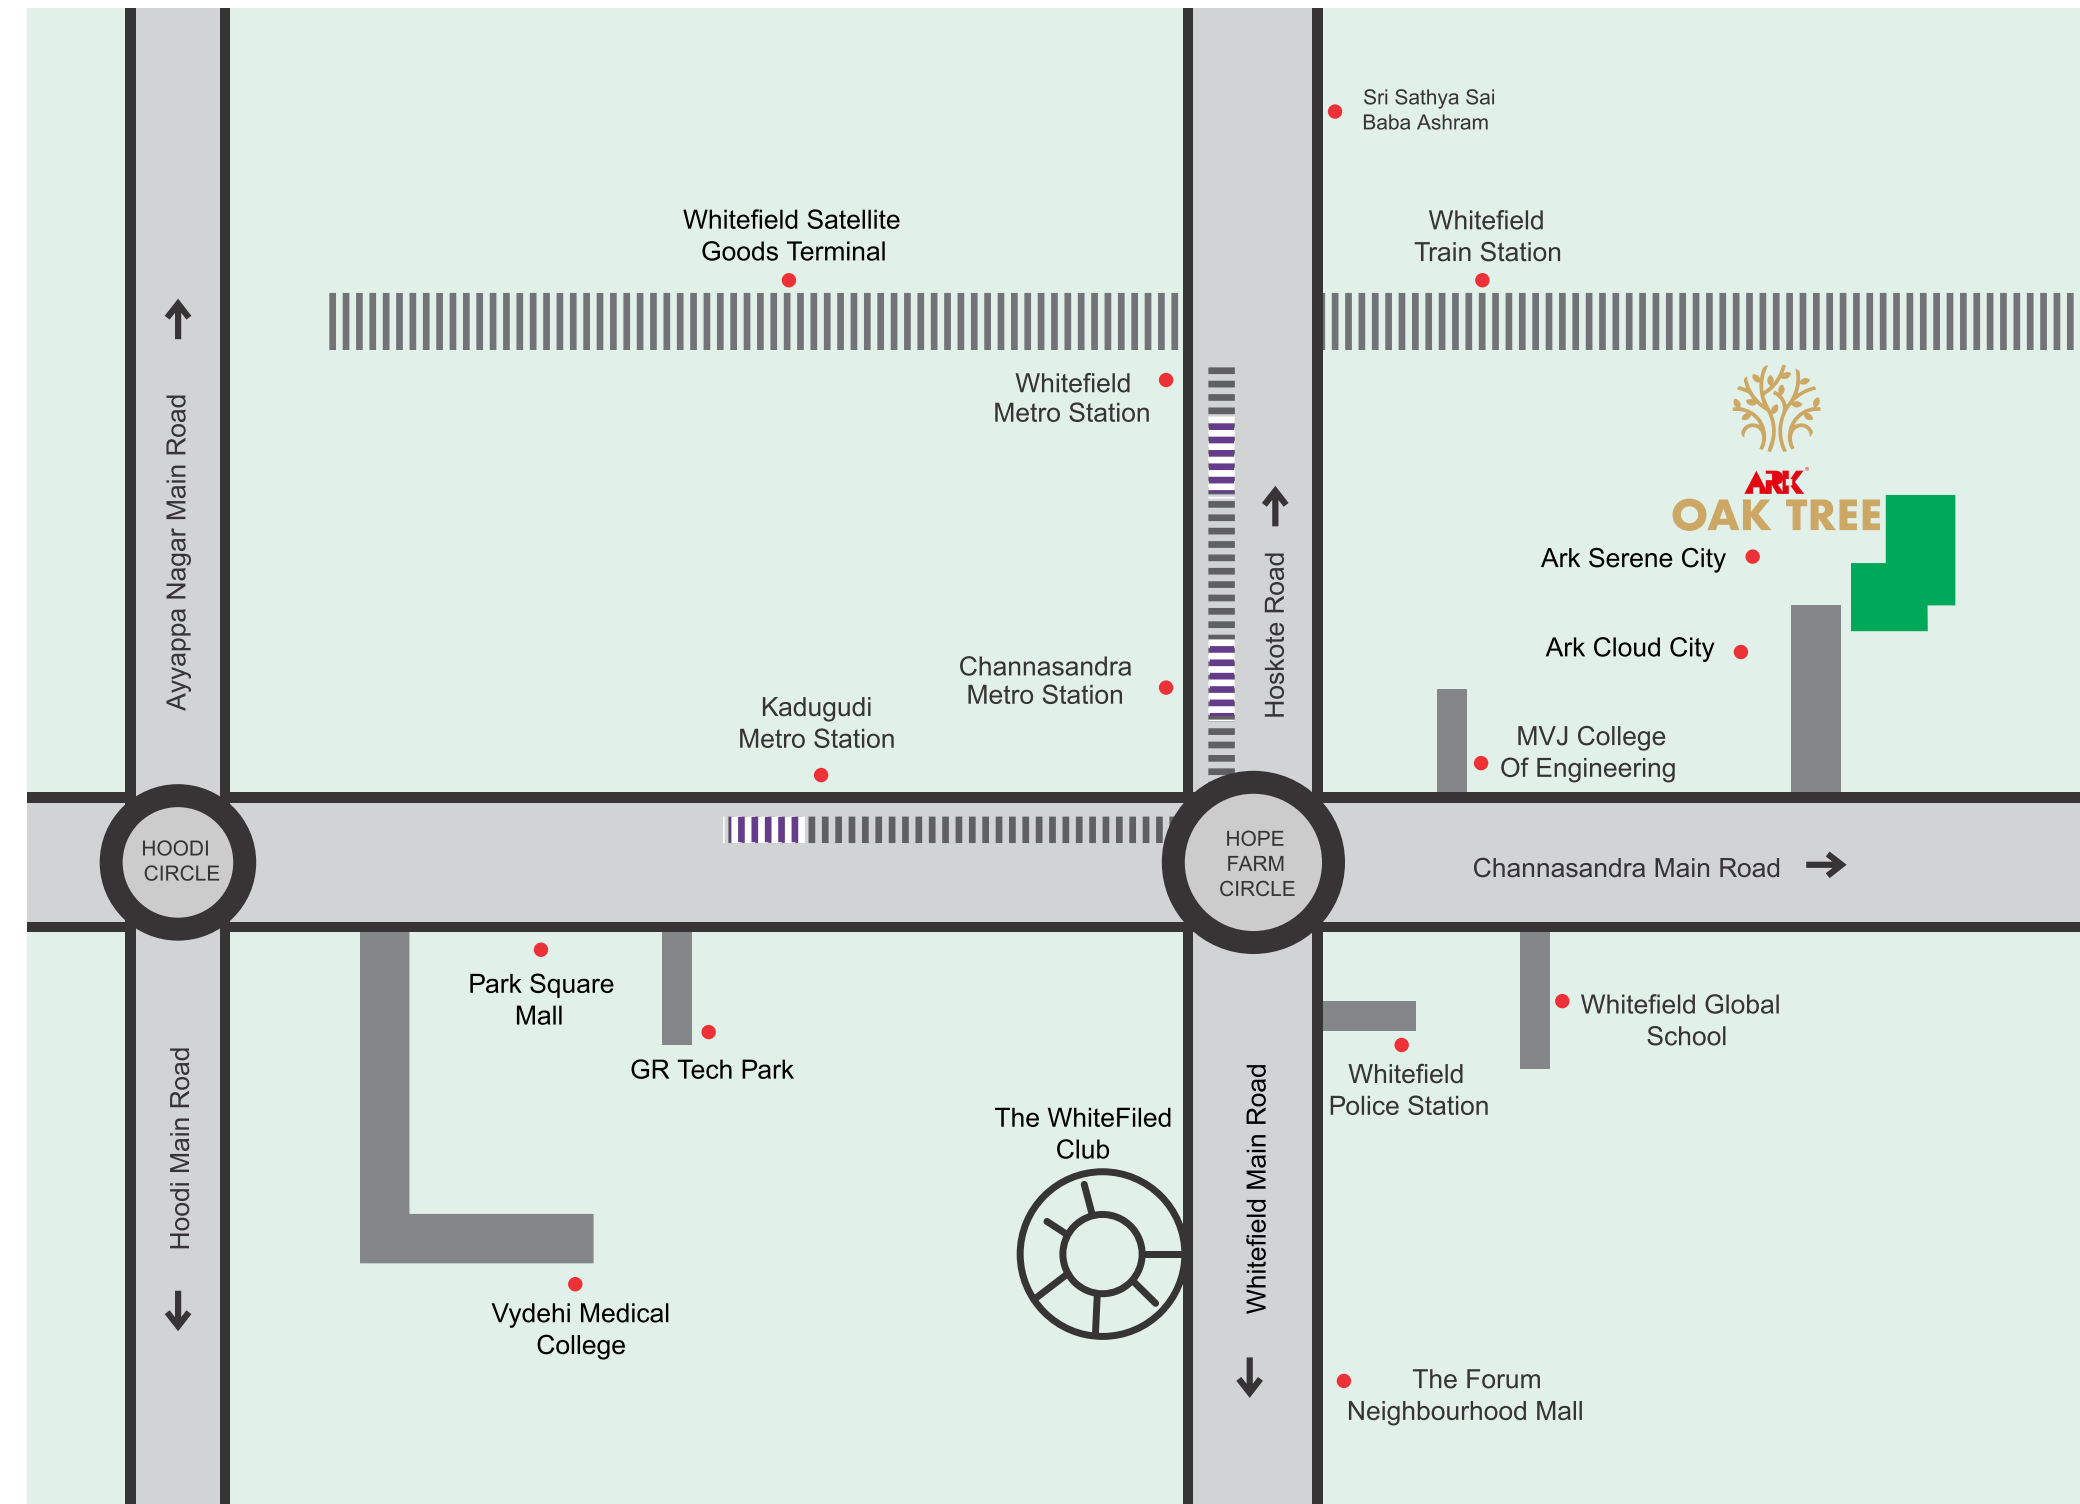 Sri Sathya Sai
Baba Ashram
Whitefield Satellite
Goods Terminal
Whitefield
Train Station
Whitefield
Metro Station
Ayyappa Nagar Main Road
Hoskote Road
ARK
OAK TREE
Ark Serene City
Ark Cloud City
Channasandra
Metro Station
Kadugudi
Metro Station
MVJ College
Of Engineering
HOODI
CIRCLE
HOPE
FARM
CIRCLE
Channasandra Main Road
Park Square
Mall
GR Tech Park
Whitefield Global
School
Whitefield
Police Station
Hoodi Main Road
Whitefield Main Road
The WhiteFiled
Club
Vydehi Medical
College
The Forum
Neighbourhood Mall